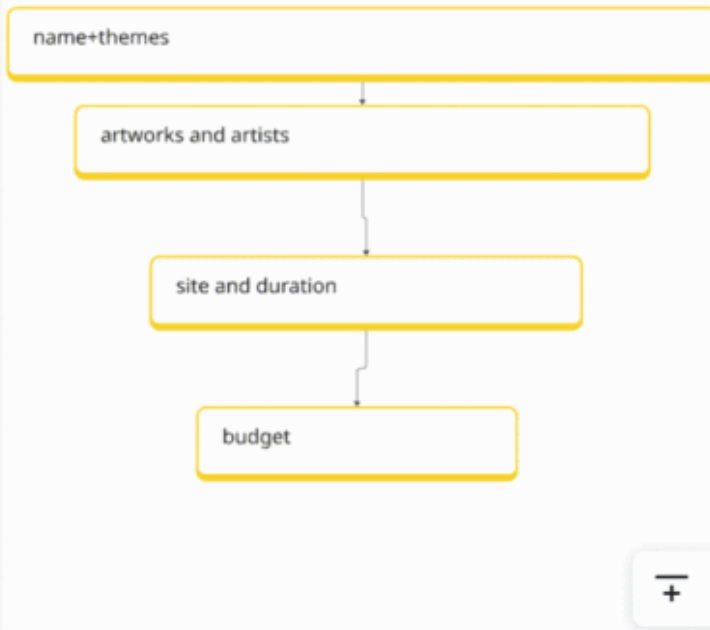 name+themes
artworks and artists
site and duration
budget